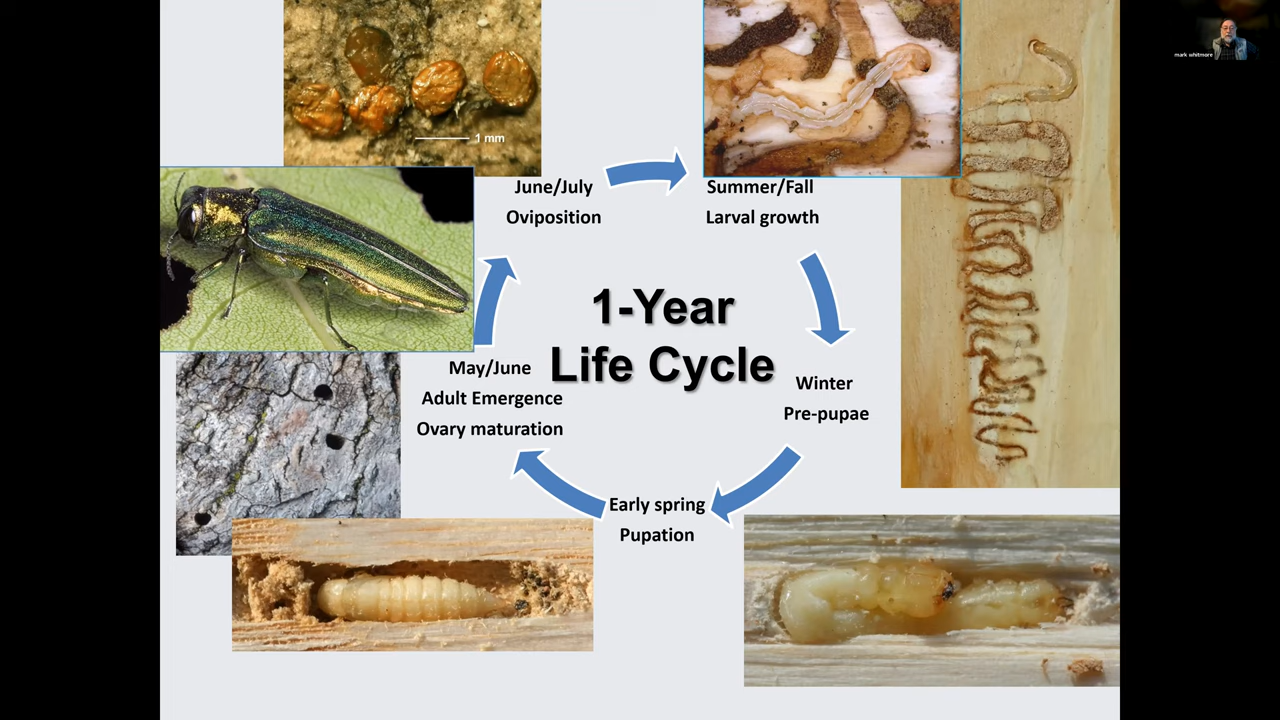 mark whitmore
1 mm
June/July
Oviposition
Summer/Fall
Larval growth
1-Year
Life Cycle
May/June
Adult Emergence
Ovary maturation
Winter
Pre-pupae
Early spring
Pupation